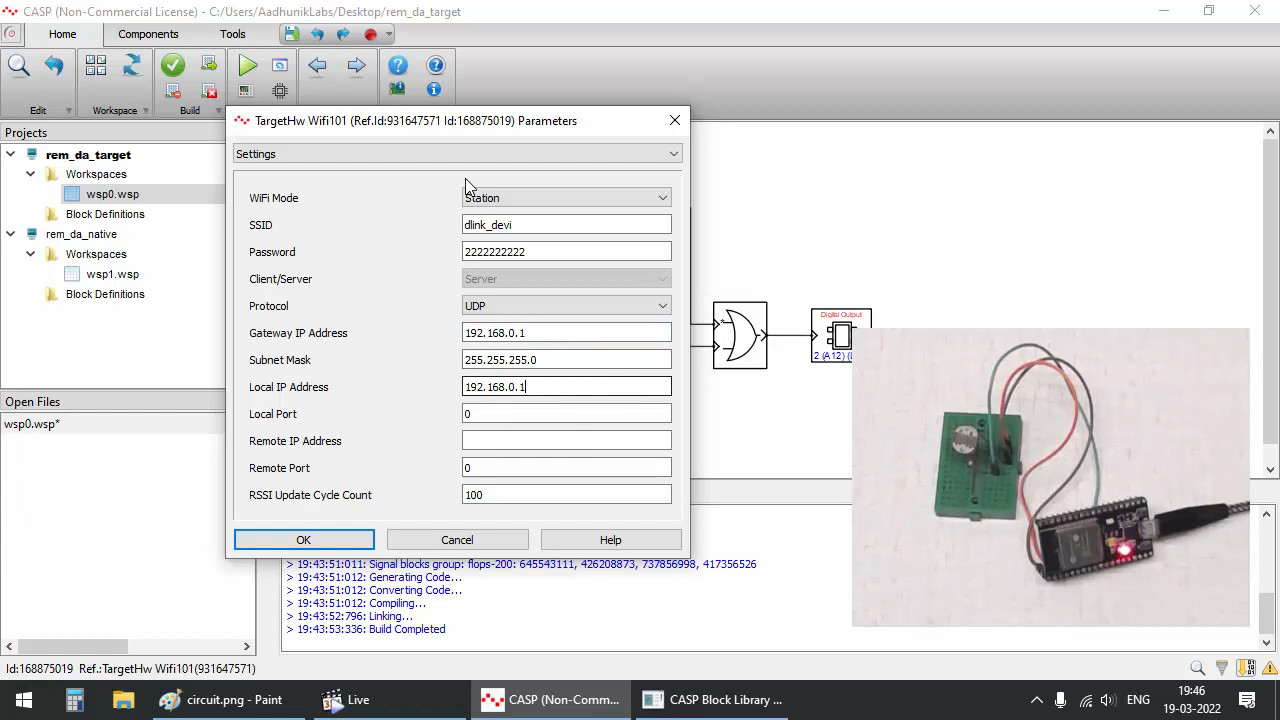 CASP (Non-Commercial License) - C:/Users/AadhunikLabs/Desktop/rem_da_target
Home
Components
Tools
Edit
Workspace
Build
TargetHw Wifi101 (Ref.Id:931647571 Id:168875019) Parameters
Projects
rem_da_target
Workspaces
wsp0.wsp
Block Definitions
rem_da_native
Workspaces
wsp1.wsp
Block Definitions
Settings
WiFi Mode Station
SSID dlink_devi
Password 2222222222
Client/Server Server
Protocol UDP
Gateway IP Address 192.168.0.1
Subnet Mask 255.255.255.0
Local IP Address 192.168.0.1
Local Port 0
Remote IP Address
Remote Port 0
RSSI Update Cycle Count 100
OK Cancel Help
Digital Output
2 (A12)
Open Files
wsp0.wsp*
> 19:43:51:011: Signal blocks group: flops-200: 645543111, 426208873, 737856998, 417356526
> 19:43:51:012: Generating Code...
> 19:43:51:012: Converting Code...
> 19:43:51:012: Compiling...
> 19:43:52:796: Linking...
> 19:43:53:336: Build Completed
Id:168875019 Ref.:TargetHw Wifi101(931647571)
circuit.png - Paint
Live
CASP (Non-Comm...
CASP Block Library ...
ENG
19:46
19-03-2022